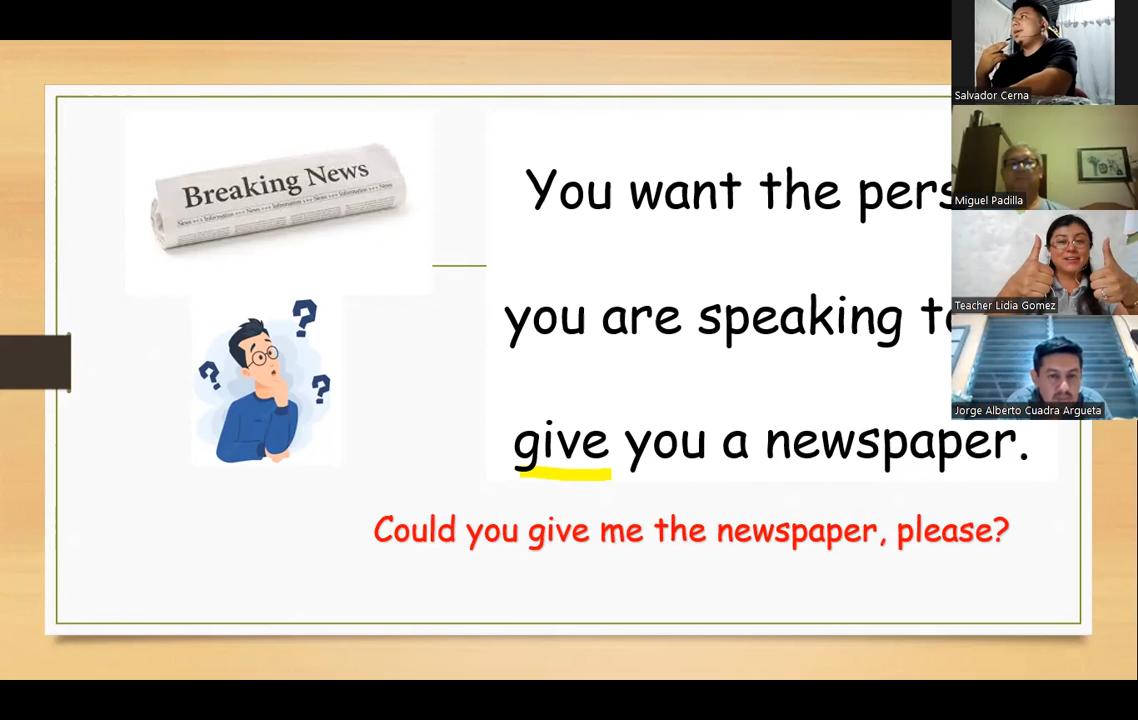 Breaking News
You want the pers
you are speaking to
give you a newspaper.
Could you give me the newspaper, please?
Salvador Cerna
Miguel Padilla
Teacher Lidia Gomez
Jorge Alberto Cuadra Argueta